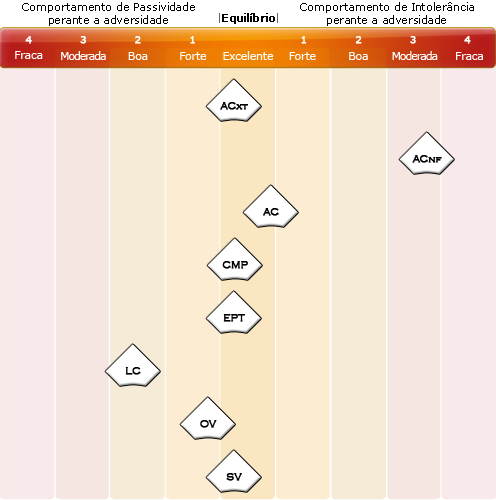 Comportamento de Passividade
perante a adversidade
|Equilíbrio|
Comportamento de Intolerância
perante a adversidade
4 3 2 1 1 2 3 4
Fraca Moderada Boa Forte Excelente Forte Boa Moderada Fraca
ACXT
ACNF
AC
CMP
EPT
LC
OV
SV